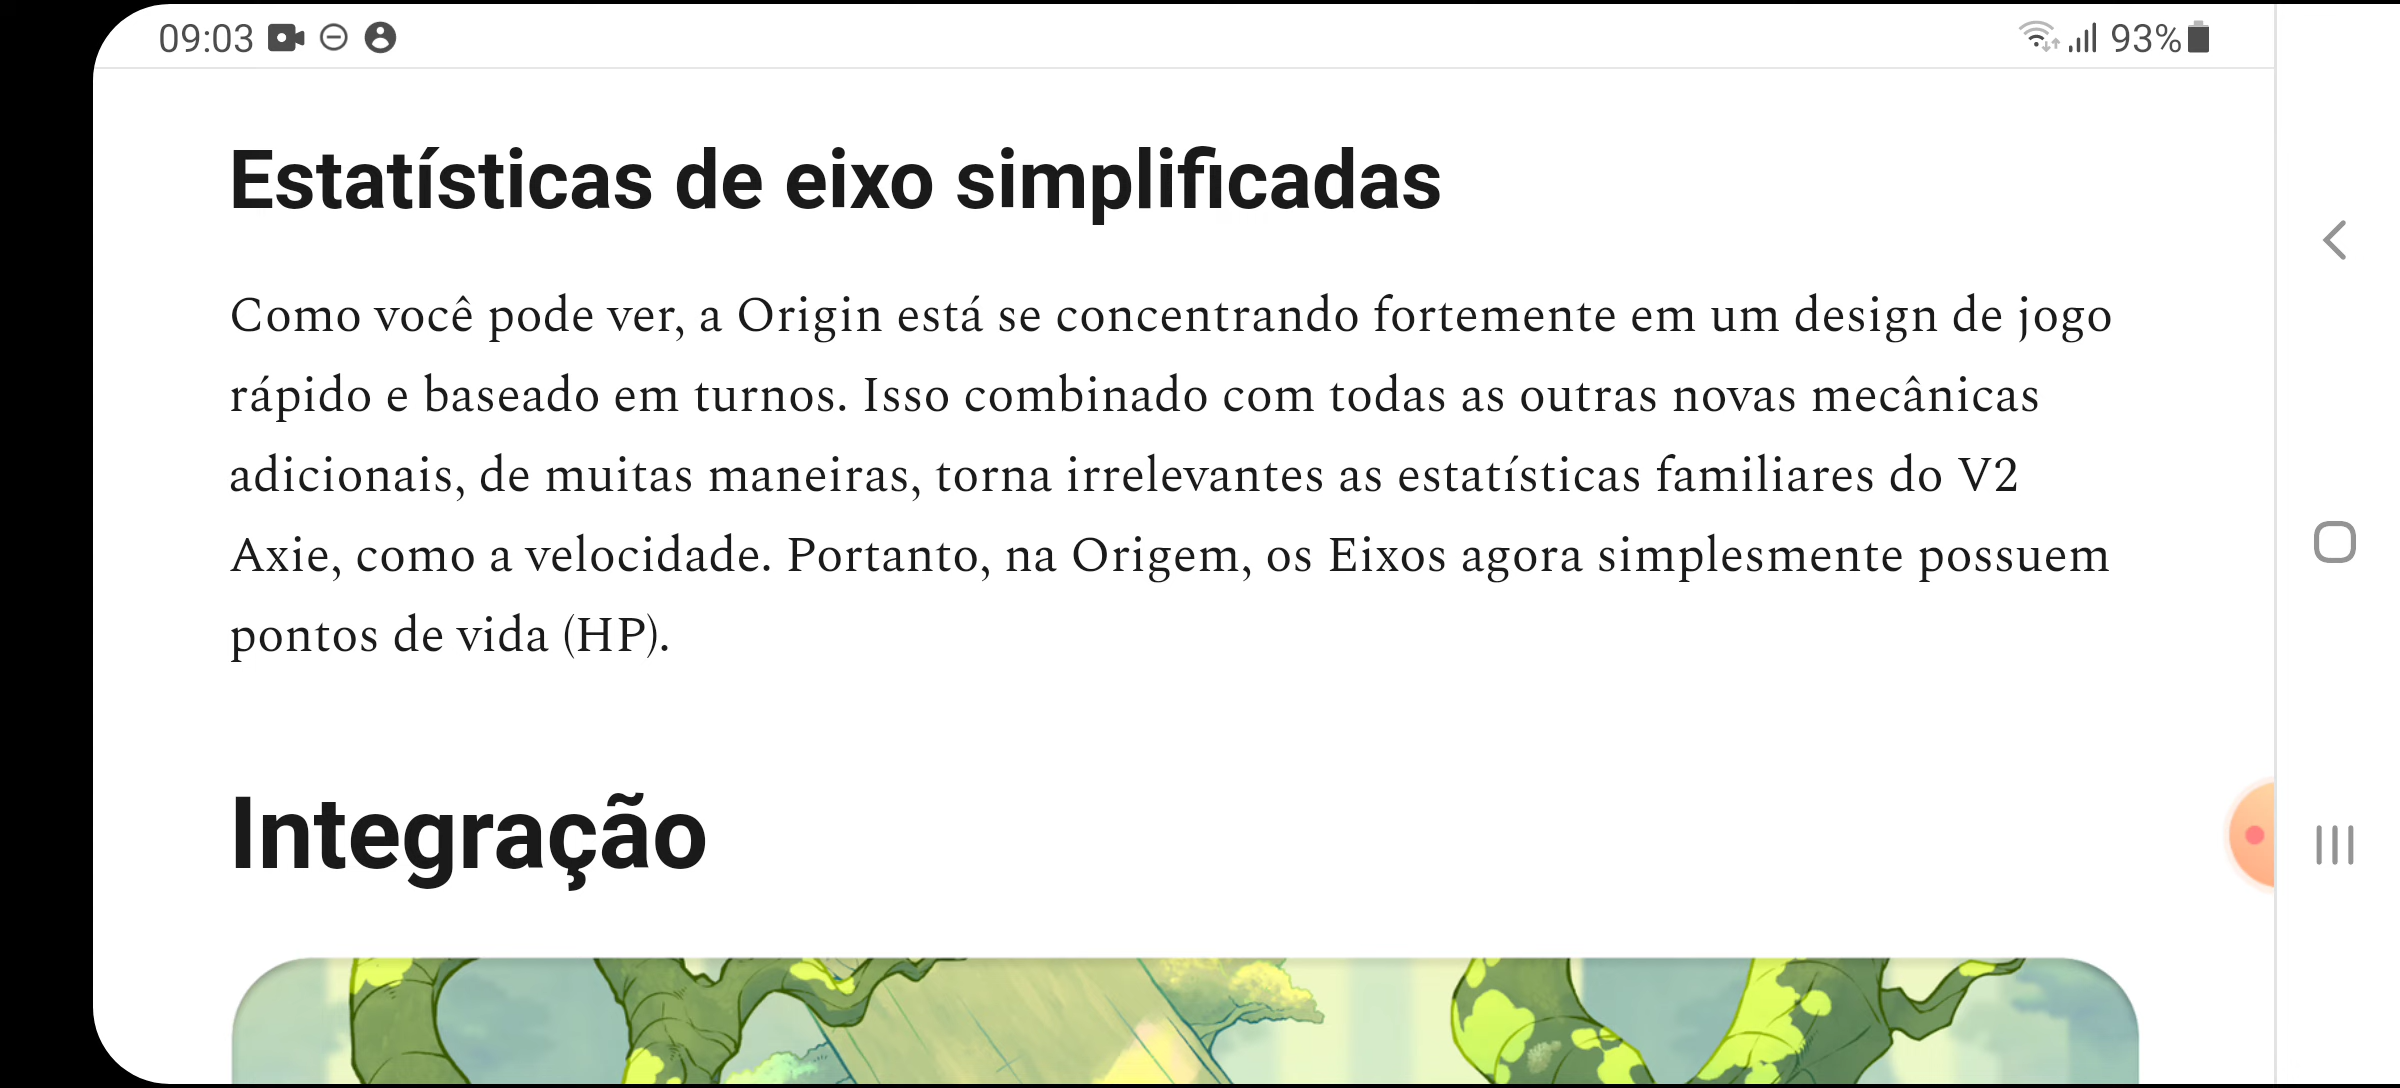 09:03
93%
Estatísticas de eixo simplificadas
Como você pode ver, a Origin está se concentrando fortemente em um design de jogo
rápido e baseado em turnos. Isso combinado com todas as outras novas mecânicas
adicionais, de muitas maneiras, torna irrelevantes as estatísticas familiares do V2
Axie, como a velocidade. Portanto, na Origem, os Eixos agora simplesmente possuem
pontos de vida (HP).
Integração